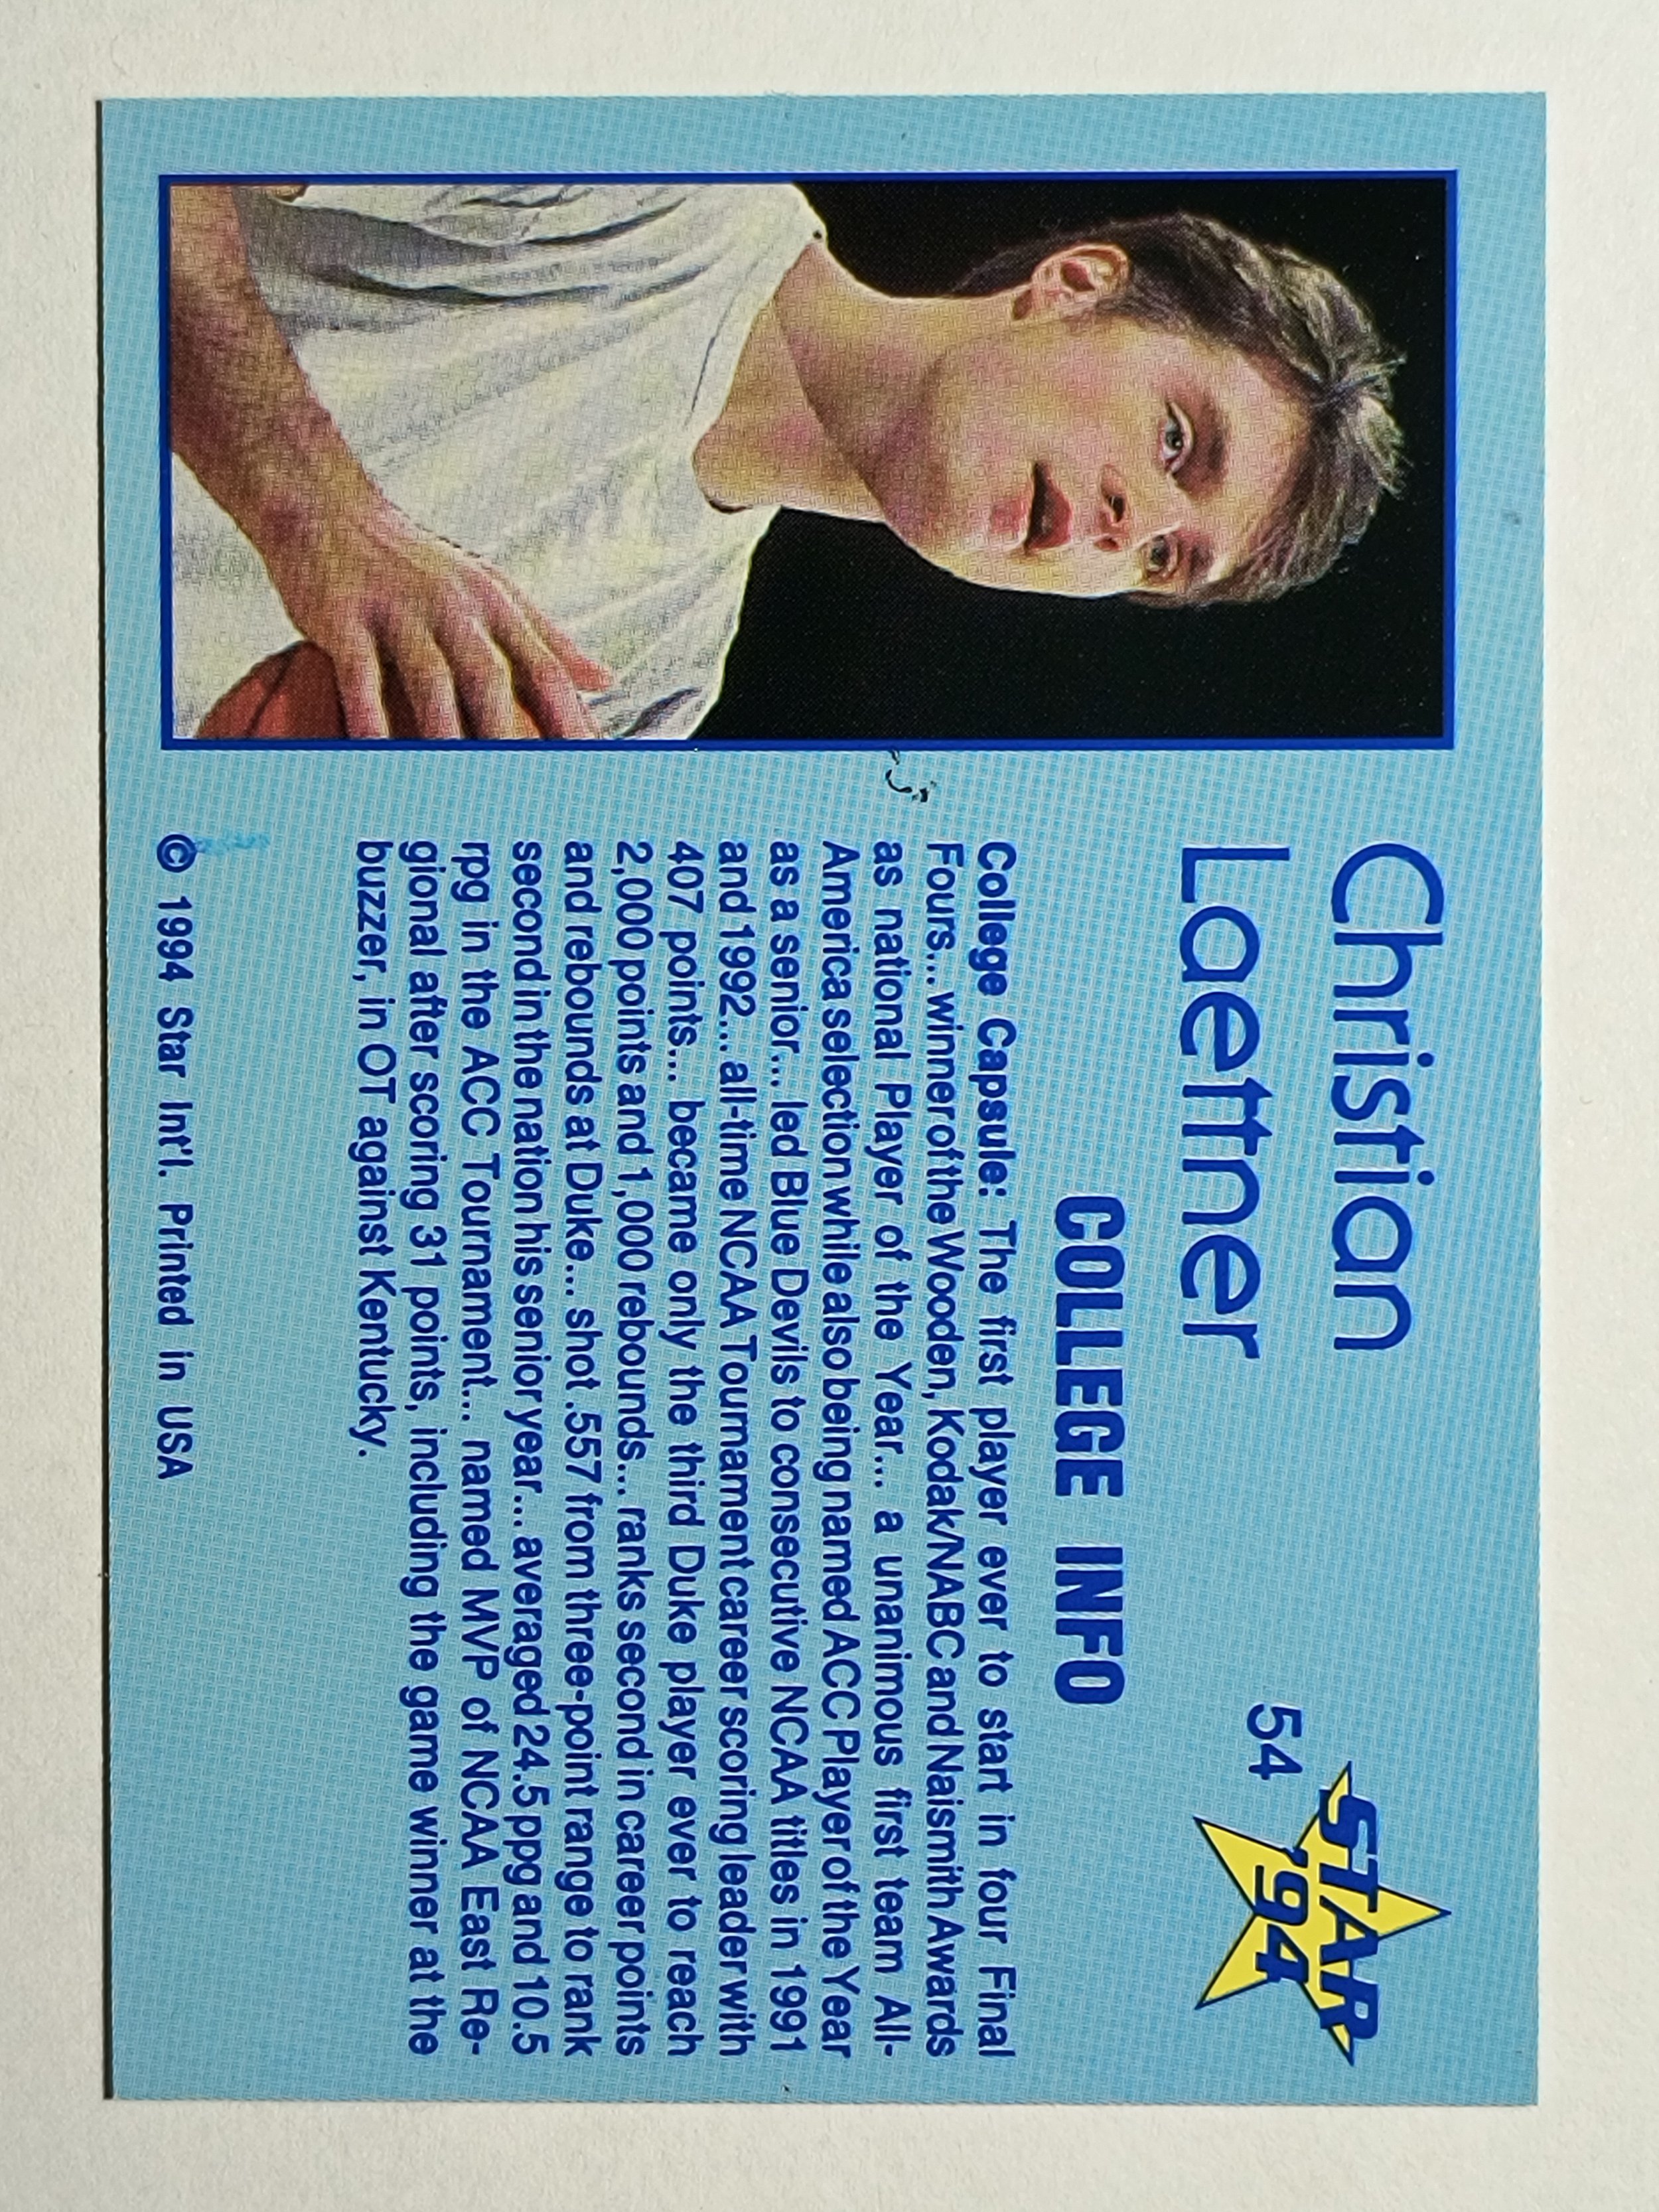 Christian
Laettner
54
STAR
'94
COLLEGE INFO
College Capsule: The first player ever to start in four Final
Fours... winner of the Wooden, Kodak/NABC and Naismith Awards
as national Player of the Year... a unanimous first team All-
America selection while also being named ACC Player of the Year
as a senior... led Blue Devils to consecutive NCAA titles in 1991
and 1992... all-time NCAA Tournament career scoring leader with
407 points... became only the third Duke player ever to reach
2,000 points and 1,000 rebounds... ranks second in career points
and rebounds at Duke... shot .557 from three-point range to rank
second in the nation his senior year... averaged 24.5 ppg and 10.5
rpg in the ACC Tournament... named MVP of NCAA East Re-
gional after scoring 31 points, including the game winner at the
buzzer, in OT against Kentucky.
© 1994 Star Int'l. Printed in USA